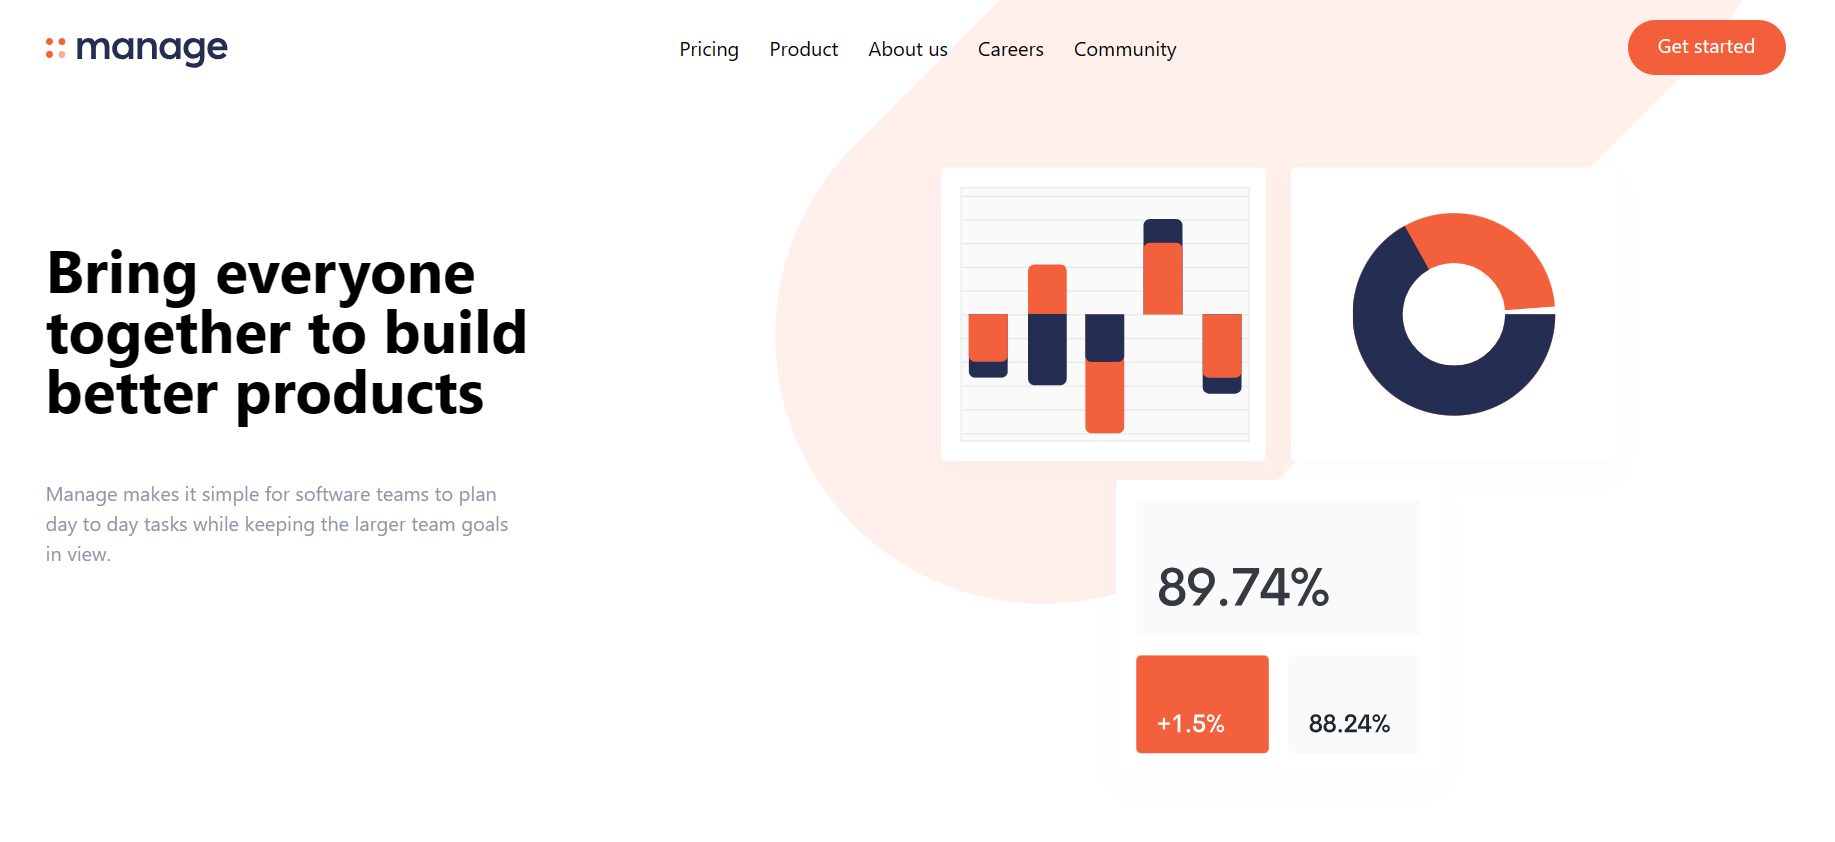 manage
Pricing Product About us Careers Community
Get started
Bring everyone
together to build
better products
Manage makes it simple for software teams to plan
day to day tasks while keeping the larger team goals
in view.
89.74%
+1.5%
88.24%